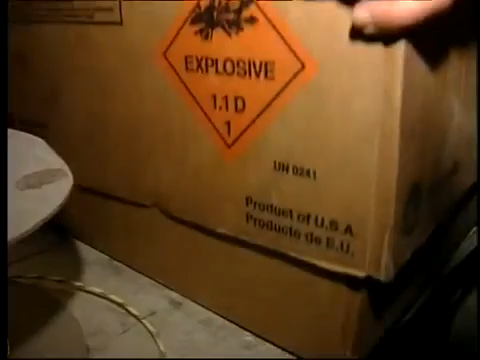 EXPLOSIVE
1.1 D
1
UN 0241
Product of U.S.A
Producto de E.U.